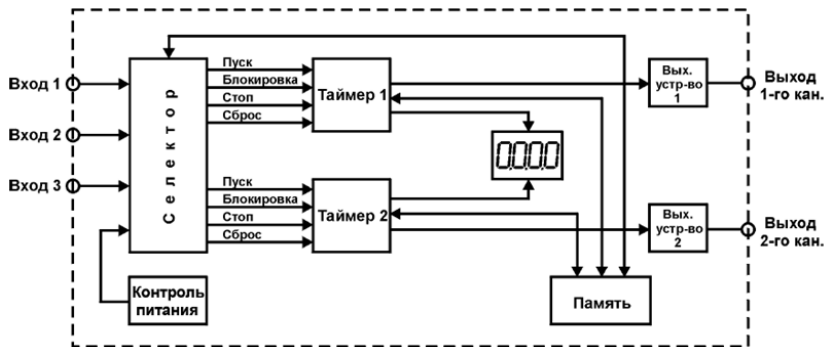 Вход 1
Вход 2
Вход 3
Селектор
Пуск
Блокировка
Стоп
Сброс
Таймер 1
Пуск
Блокировка
Стоп
Сброс
Таймер 2
0.0.0.0
Вых.
устр-во
1
Выход
1-го кан.
Вых.
устр-во
2
Выход
2-го кан.
Контроль
питания
Память